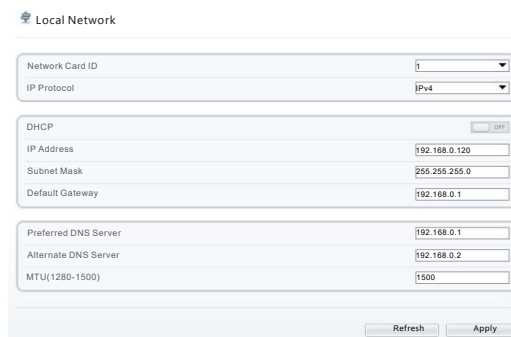 Local Network
Network Card ID 1
IP Protocol IPv4
DHCP OFF
IP Address 192.168.0.120
Subnet Mask 255.255.255.0
Default Gateway 192.168.0.1
Preferred DNS Server 192.168.0.1
Alternate DNS Server 192.168.0.2
MTU(1280-1500) 1500
Refresh Apply